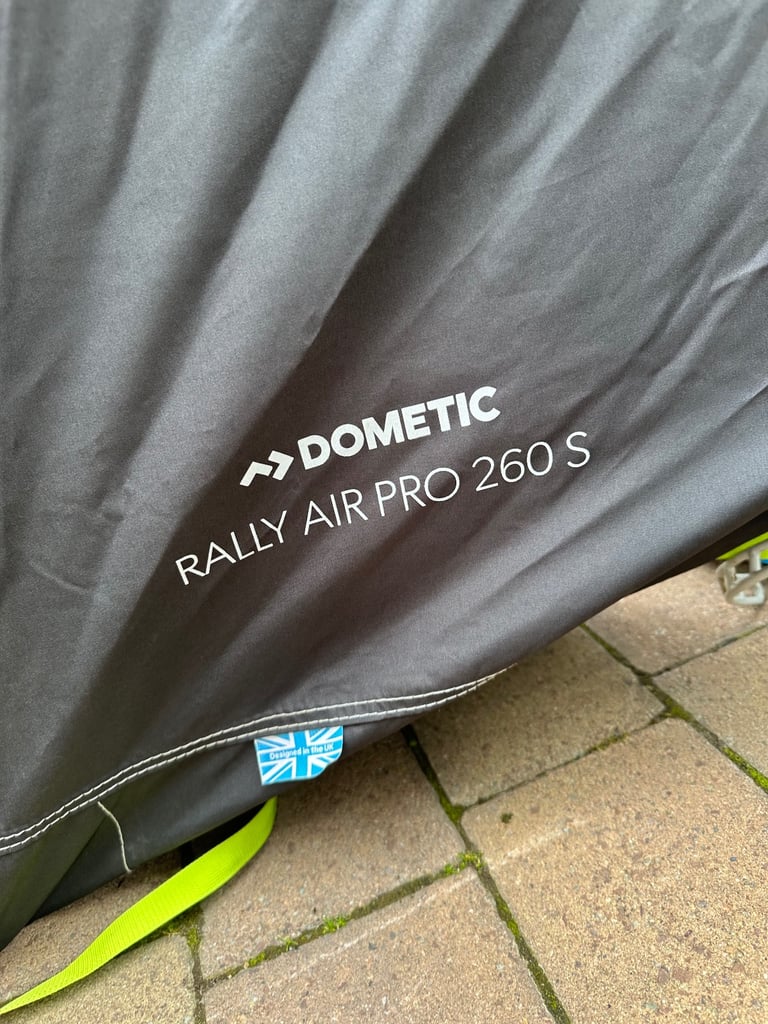 DOMETIC
RALLY AIR PRO 260 S
Designed in the UK